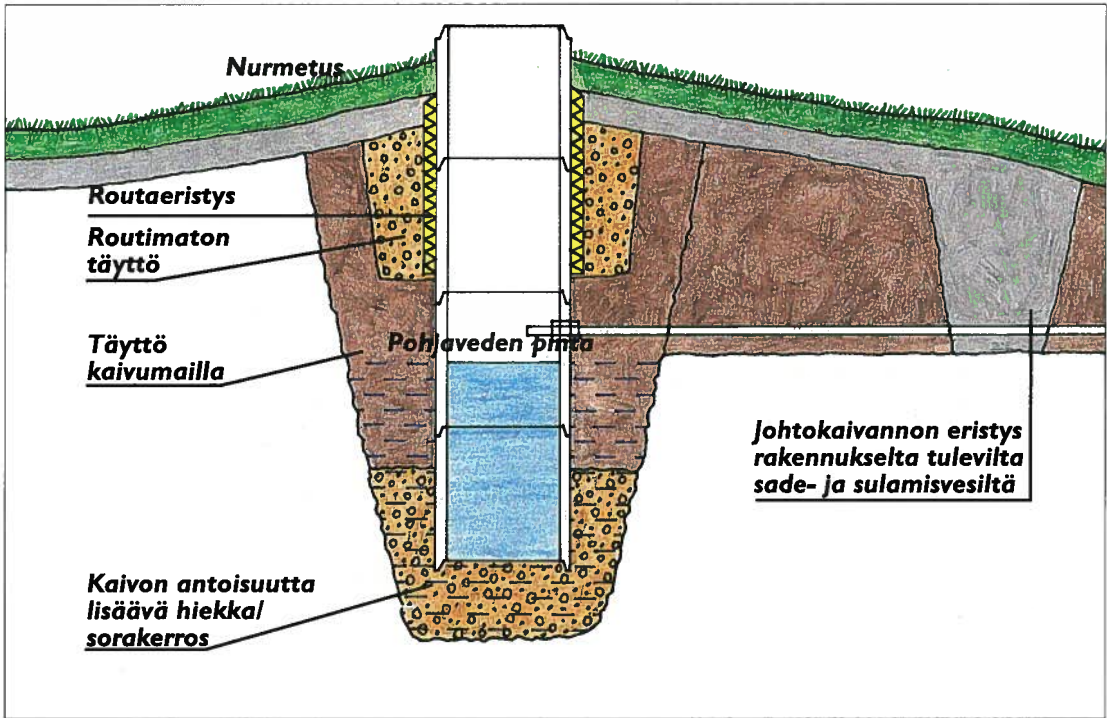 Nurmetus
Routaeristys
Routimaton
täyttö
Täyttö
kaivumailla
Pohjaveden pinta
Johtokaivannon eristys
rakennukselta tulevilta
sade- ja sulamisvesiltä
Kaivon antoisuutta
lisäävä hiekka/
sorakerros